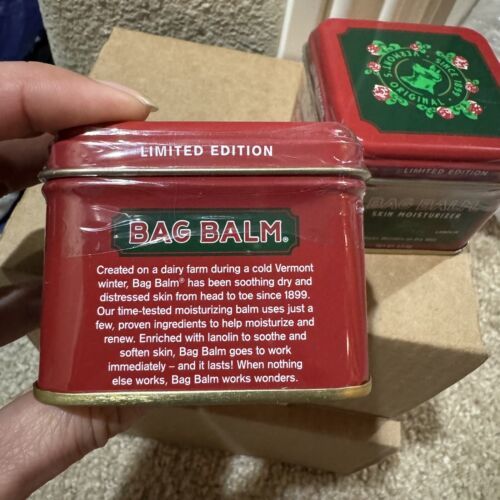 LIMITED EDITION
BAG BALM®
Created on a dairy farm during a cold Vermont
winter, Bag Balm® has been soothing dry and
distressed skin from head to toe since 1899.
Our time-tested moisturizing balm uses just a
few, proven ingredients to help moisturize and
renew. Enriched with lanolin to soothe and
soften skin, Bag Balm goes to work
immediately – and it lasts! When nothing
else works, Bag Balm works wonders.
VERMONT'S
SINCE 1899
ORIGINAL
LIMITED EDITION
BAG BALM
SKIN MOISTURIZER